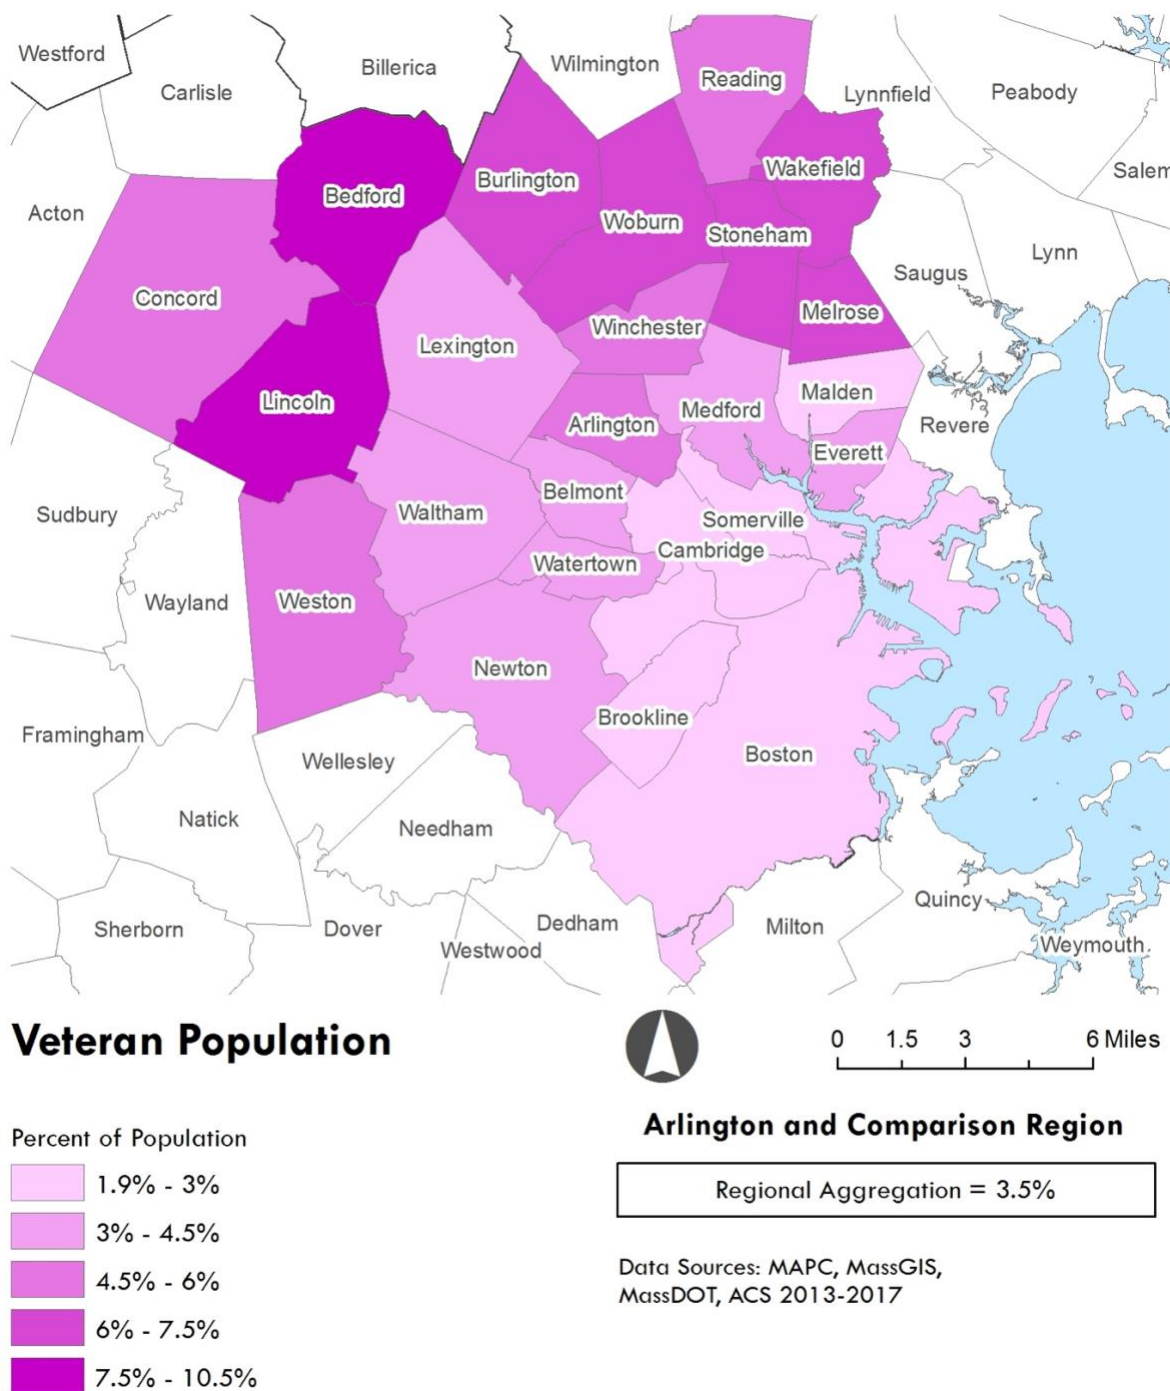 Westford
Carlisle
Billerica
Wilmington
Reading
Lynnfield
Peabody
Salem
Acton
Bedford
Burlington
Wakefield
Woburn
Stoneham
Lynn
Saugus
Concord
Lexington
Winchester
Melrose
Lincoln
Arlington
Medford
Malden
Revere
Everett
Sudbury
Waltham
Belmont
Somerville
Cambridge
Watertown
Wayland
Weston
Newton
Brookline
Boston
Framingham
Wellesley
Natick
Needham
Sherborn
Dover
Westwood
Dedham
Milton
Quincy
Weymouth
Veteran Population
0 1.5 3 6 Miles
Percent of Population
1.9% - 3%
3% - 4.5%
4.5% - 6%
6% - 7.5%
7.5% - 10.5%
Arlington and Comparison Region
Regional Aggregation = 3.5%
Data Sources: MAPC, MassGIS,
MassDOT, ACS 2013-2017